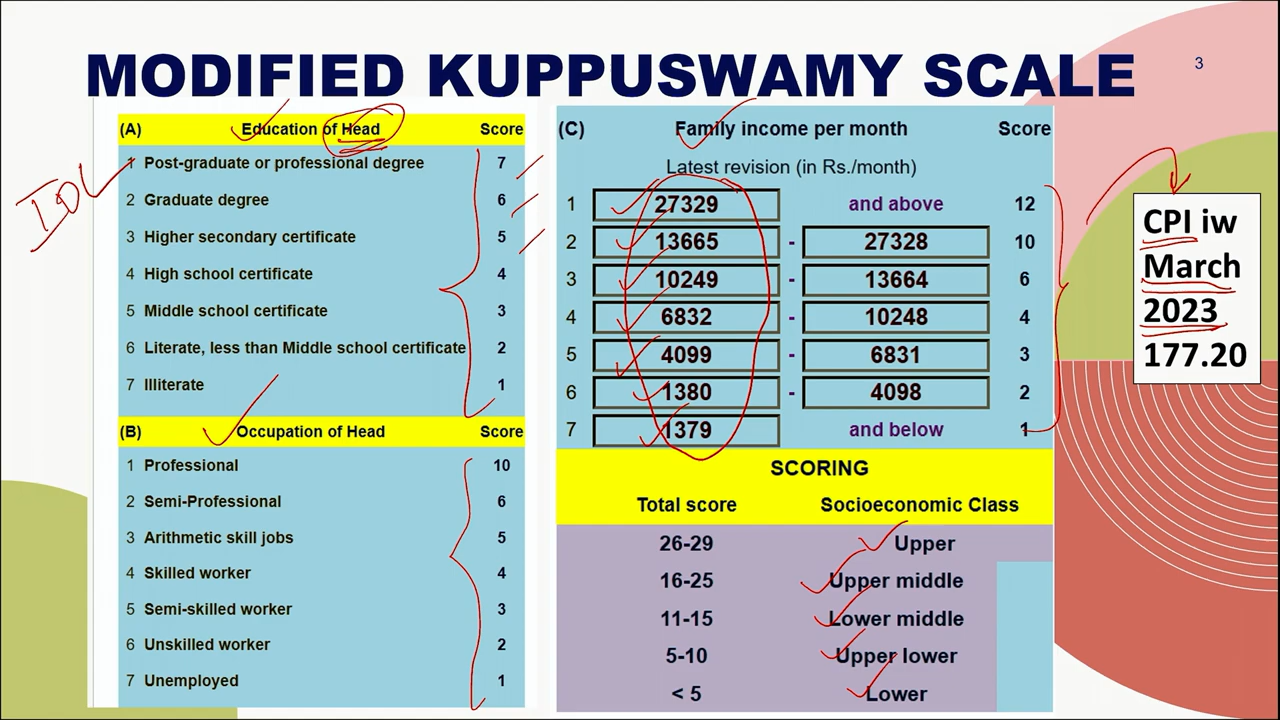 MODIFIED KUPPUSWAMY SCALE
3
(A) Education of Head Score
1 Post-graduate or professional degree 7
2 Graduate degree 6
3 Higher secondary certificate 5
4 High school certificate 4
5 Middle school certificate 3
6 Literate, less than Middle school certificate 2
7 Illiterate 1
(B) Occupation of Head Score
1 Professional 10
2 Semi-Professional 6
3 Arithmetic skill jobs 5
4 Skilled worker 4
5 Semi-skilled worker 3
6 Unskilled worker 2
7 Unemployed 1
(C) Family income per month Score
Latest revision (in Rs./month)
1 27329 and above 12
2 13665 - 27328 10
3 10249 - 13664 6
4 6832 - 10248 4
5 4099 - 6831 3
6 1380 - 4098 2
7 1379 and below 1
SCORING
Total score Socioeconomic Class
26-29 Upper
16-25 Upper middle
11-15 Lower middle
5-10 Upper lower
< 5 Lower
CPI iw
March
2023
177.20